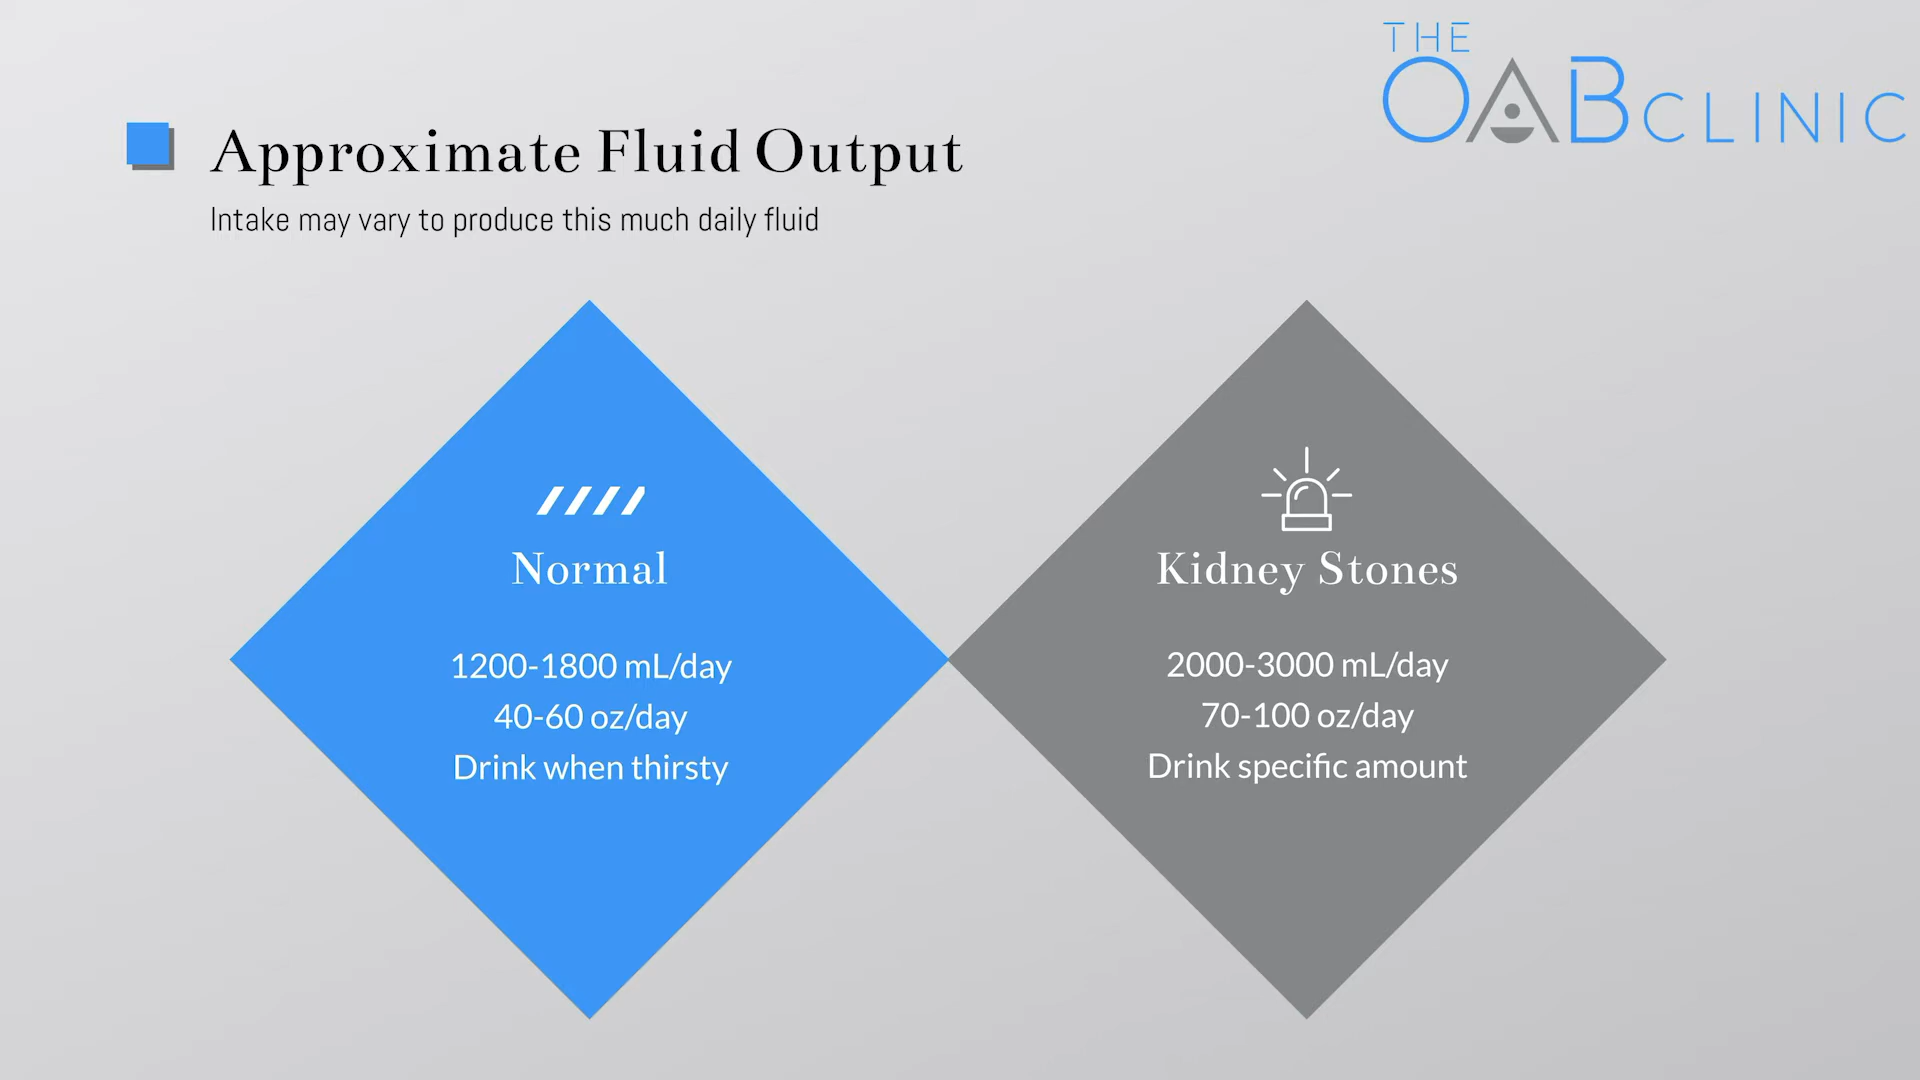 THE
OAB CLINIC
Approximate Fluid Output
Intake may vary to produce this much daily fluid
Normal
1200-1800 mL/day
40-60 oz/day
Drink when thirsty
Kidney Stones
2000-3000 mL/day
70-100 oz/day
Drink specific amount